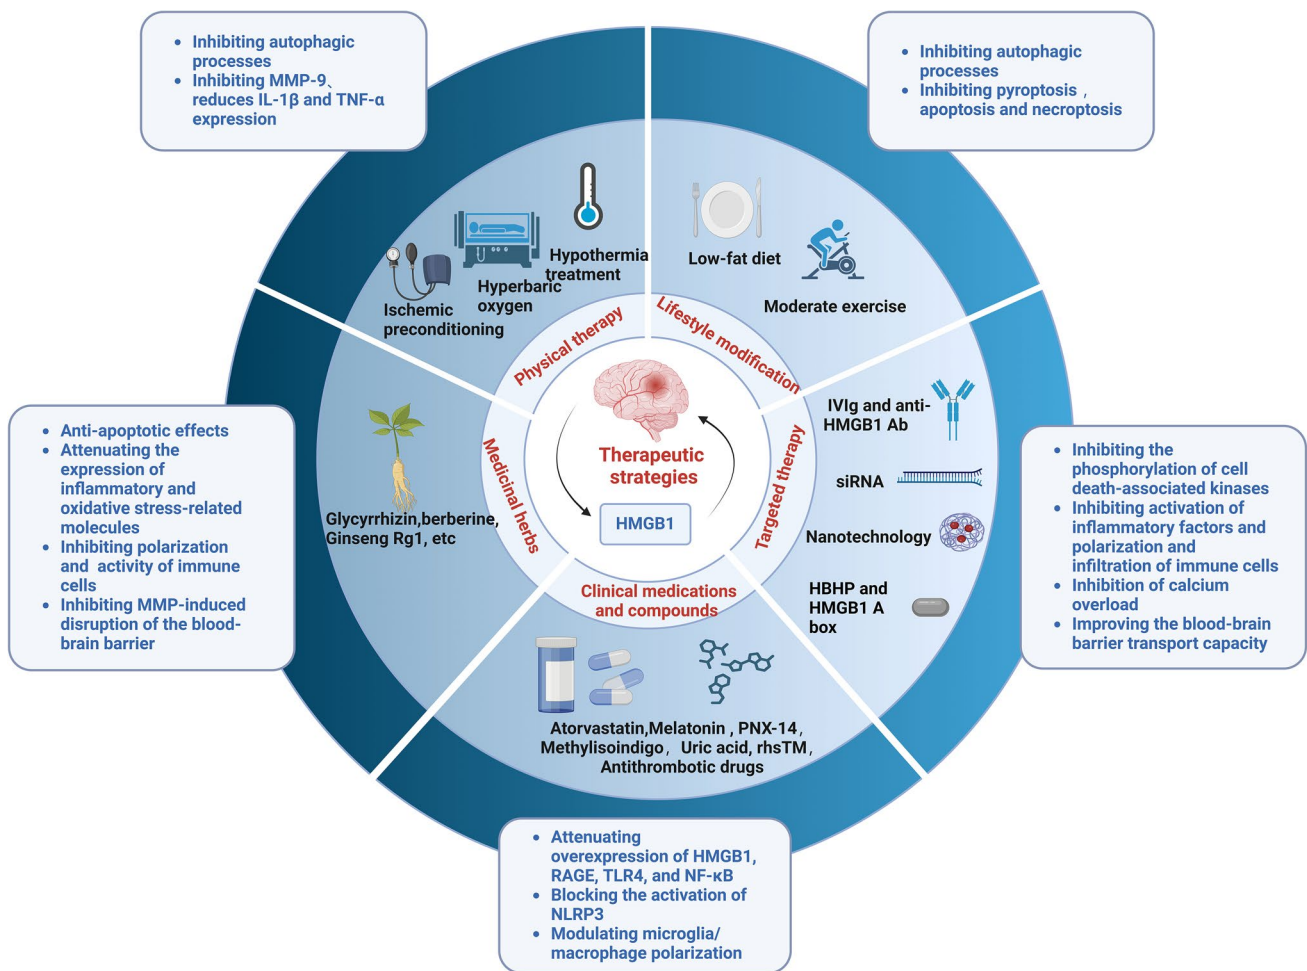 • Inhibiting autophagic
processes
• Inhibiting MMP-9、
reduces IL-1β and TNF-α
expression
• Inhibiting autophagic
processes
• Inhibiting pyroptosis ,
apoptosis and necroptosis
Hypothermia
treatment
Hyperbaric
oxygen
Ischemic
preconditioning
Physical therapy
Low-fat diet
Moderate exercise
Lifestyle modification
• Anti-apoptotic effects
• Attenuating the
expression of
inflammatory and
oxidative stress-related
molecules
• Inhibiting polarization
and activity of immune
cells
• Inhibiting MMP-induced
disruption of the blood-
brain barrier
Glycyrrhizin,berberine,
Ginseng Rg1, etc
Medicinal herbs
Therapeutic
strategies
HMGB1
Targeted therapy
IVIg and anti-
HMGB1 Ab
siRNA
Nanotechnology
HBHP and
HMGB1 A
box
• Inhibiting the
phosphorylation of cell
death-associated kinases
• Inhibiting activation of
inflammatory factors and
polarization and
infiltration of immune cells
• Inhibition of calcium
overload
• Improving the blood-brain
barrier transport capacity
Clinical medications
and compounds
Atorvastatin,Melatonin , PNX-14,
Methylisoindigo, Uric acid, rhsTM,
Antithrombotic drugs
• Attenuating
overexpression of HMGB1,
RAGE, TLR4, and NF-κB
• Blocking the activation of
NLRP3
• Modulating microglia/
macrophage polarization